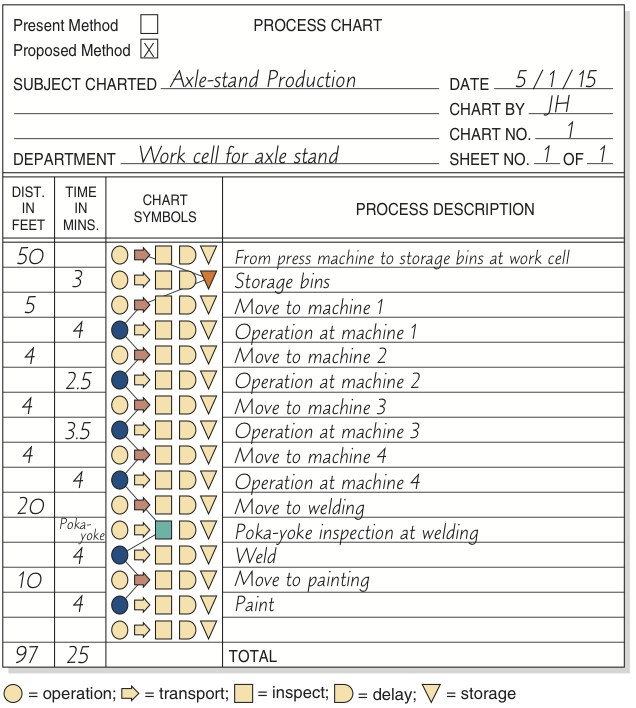 Present Method PROCESS CHART
Proposed Method X
SUBJECT CHARTED Axle-stand Production DATE 5 / 1 / 15
CHART BY JH
CHART NO. 1
DEPARTMENT Work cell for axle stand SHEET NO. 1 OF 1
DIST. IN FEET TIME IN MINS. CHART SYMBOLS PROCESS DESCRIPTION
50 From press machine to storage bins at work cell
3 Storage bins
5 Move to machine 1
4 Operation at machine 1
4 Move to machine 2
2.5 Operation at machine 2
4 Move to machine 3
3.5 Operation at machine 3
4 Move to machine 4
4 Operation at machine 4
20 Move to welding
Poka-yoke Poka-yoke inspection at welding
4 Weld
10 Move to painting
4 Paint
97 25 TOTAL
= operation; = transport; = inspect; = delay; = storage